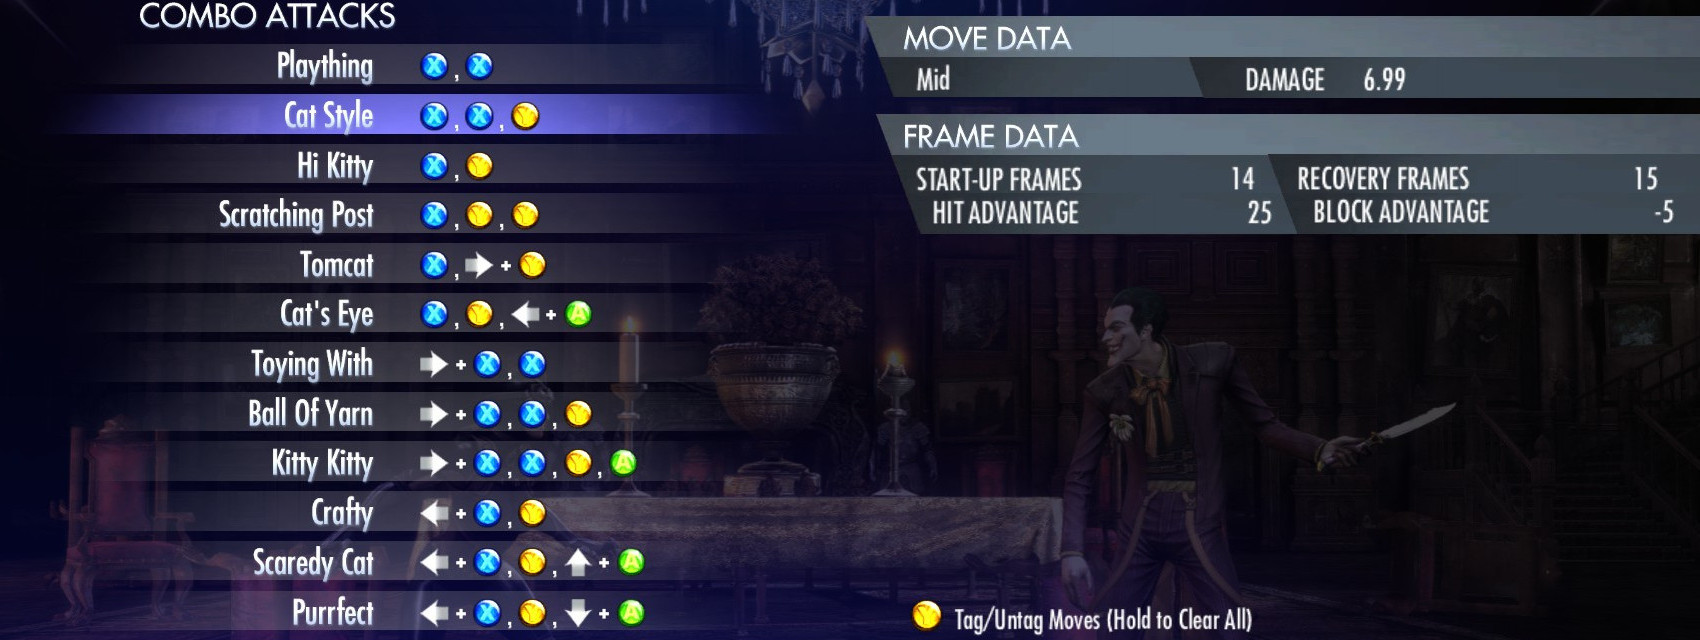 COMBO ATTACKS
Plaything X , X
Cat Style X , X , Y
Hi Kitty X , Y
Scratching Post X , Y , Y
Tomcat X , + Y
Cat's Eye X , Y , + A
Toying With + X , X
Ball Of Yarn + X , X , Y
Kitty Kitty + X , X , Y , A
Crafty + X , Y
Scaredy Cat + X , Y , + A
Purrfect + X , Y , + A
MOVE DATA
Mid DAMAGE 6.99
FRAME DATA
START-UP FRAMES 14 RECOVERY FRAMES 15
HIT ADVANTAGE 25 BLOCK ADVANTAGE -5
Y Tag/Untag Moves (Hold to Clear All)